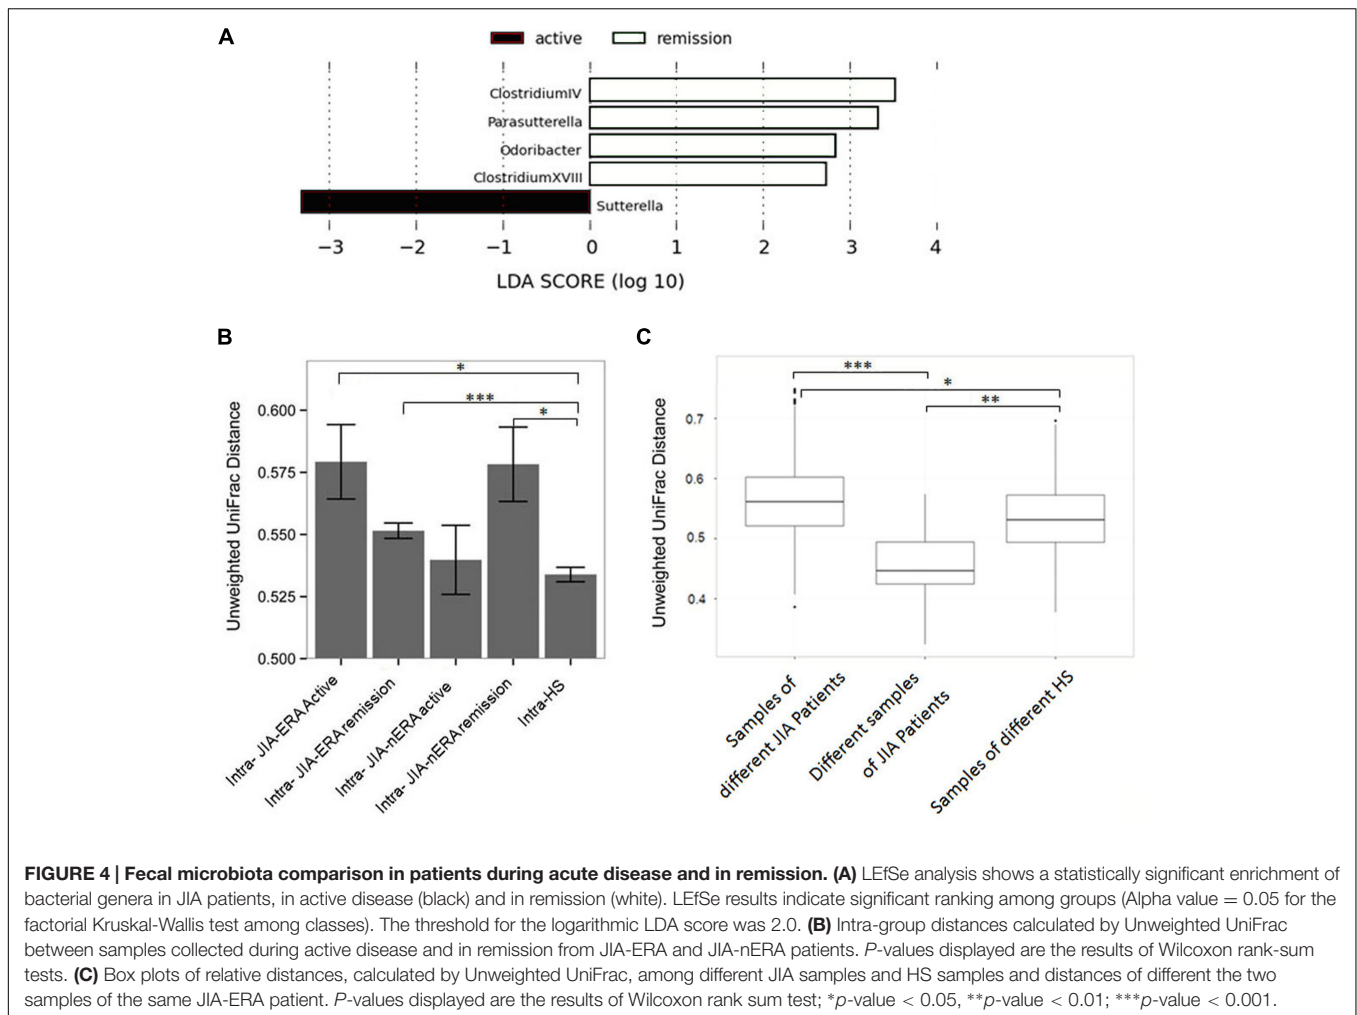 A
active remission
ClostridiumIV
Parasutterella
Odoribacter
ClostridiumXVIII
Sutterella
−3 −2 −1 0 1 2 3 4
LDA SCORE (log 10)
B
Unweighted UniFrac Distance
0.600
0.575
0.550
0.525
0.500
*
***
*
Intra- JIA-ERA Active
Intra- JIA-ERA remission
Intra- JIA-nERA active
Intra- JIA-nERA remission
Intra-HS
C
Unweighted UniFrac Distance
0.7
0.6
0.5
0.4
***
*
**
Samples of
different JIA Patients
Different samples
of JIA Patients
Samples of different HS
FIGURE 4 | Fecal microbiota comparison in patients during acute disease and in remission. (A) LEfSe analysis shows a statistically significant enrichment of
bacterial genera in JIA patients, in active disease (black) and in remission (white). LEfSe results indicate significant ranking among groups (Alpha value = 0.05 for the
factorial Kruskal-Wallis test among classes). The threshold for the logarithmic LDA score was 2.0. (B) Intra-group distances calculated by Unweighted UniFrac
between samples collected during active disease and in remission from JIA-ERA and JIA-nERA patients. P-values displayed are the results of Wilcoxon rank-sum
tests. (C) Box plots of relative distances, calculated by Unweighted UniFrac, among different JIA samples and HS samples and distances of different the two
samples of the same JIA-ERA patient. P-values displayed are the results of Wilcoxon rank sum test; *p-value < 0.05, **p-value < 0.01; ***p-value < 0.001.